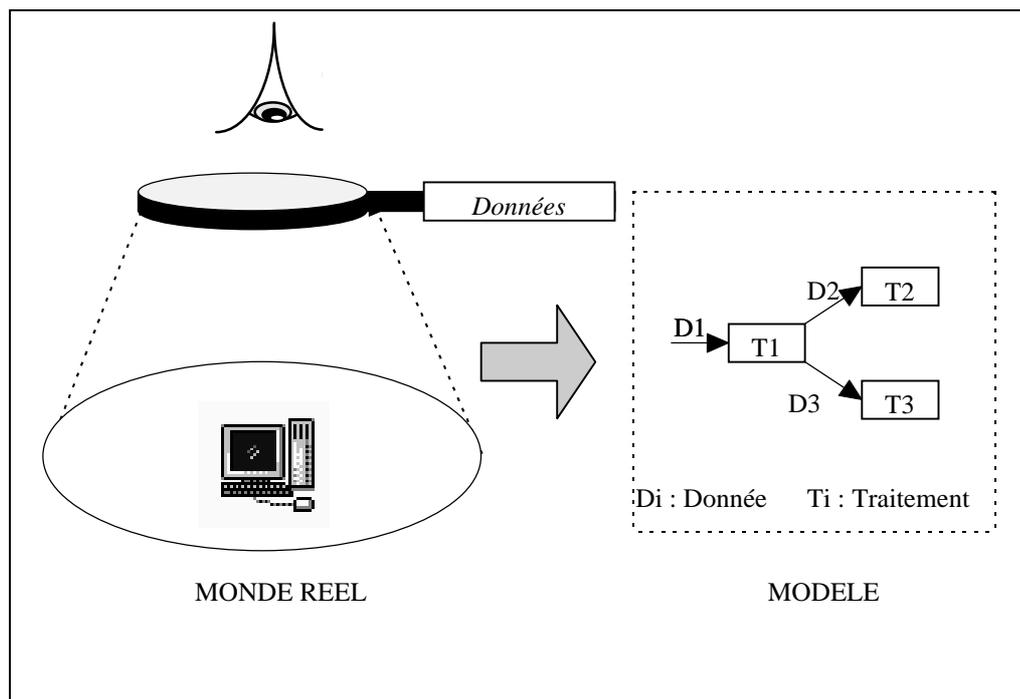 Données
D2
T2
D1
T1
D3
T3
Di : Donnée Ti : Traitement
MONDE REEL
MODELE